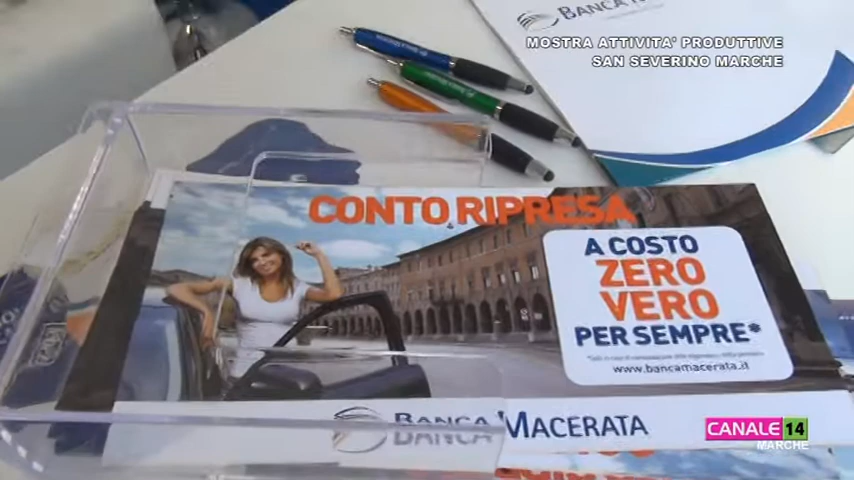 BANCA
MOSTRA ATTIVITA' PRODUTTIVE
SAN SEVERINO MARCHE
CONTO RIPRESA
A COSTO
ZERO
VERO
PER SEMPRE*
www.bancamacerata.it
BANCA MACERATA
CANALE 14
MARCHE